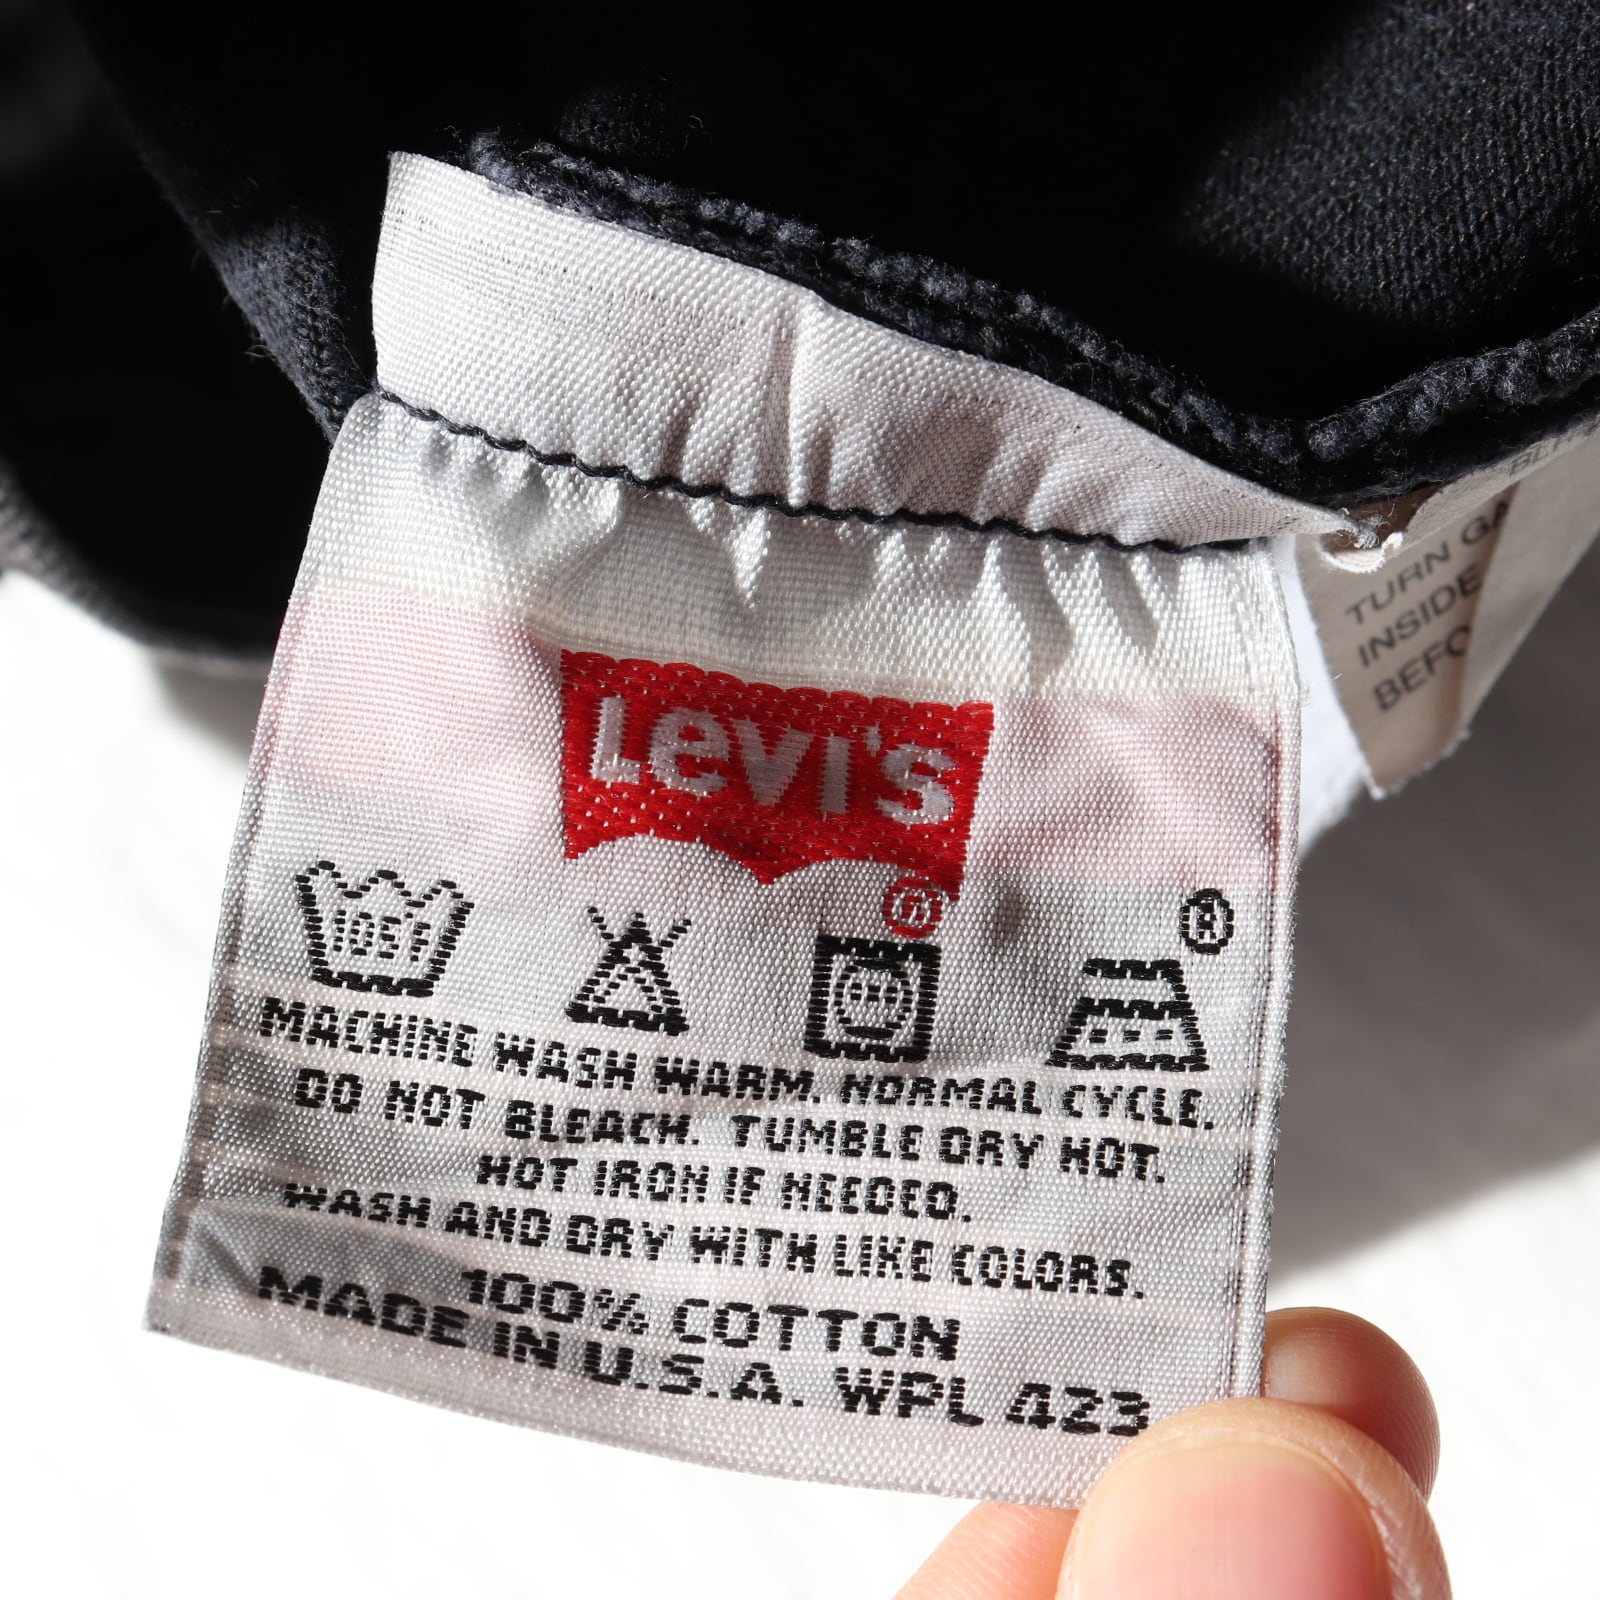 LEVI'S
®
105F
®
MACHINE WASH WARM. NORMAL CYCLE.
DO NOT BLEACH. TUMBLE DRY HOT.
HOT IRON IF NEEDED.
WASH AND DRY WITH LIKE COLORS.
100% COTTON
MADE IN U.S.A. WPL 423
TURN
INSIDE